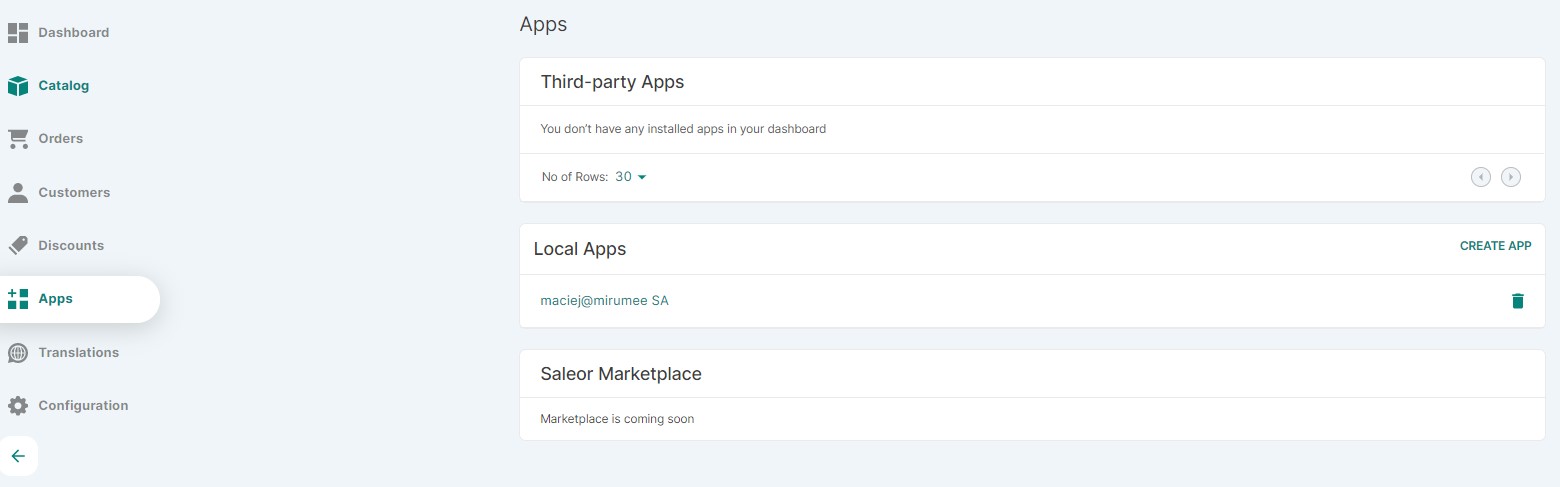 Dashboard
Catalog
Orders
Customers
Discounts
Apps
Translations
Configuration
Apps
Third-party Apps
You don't have any installed apps in your dashboard
No of Rows: 30
Local Apps
CREATE APP
maciej@mirumee SA
Saleor Marketplace
Marketplace is coming soon